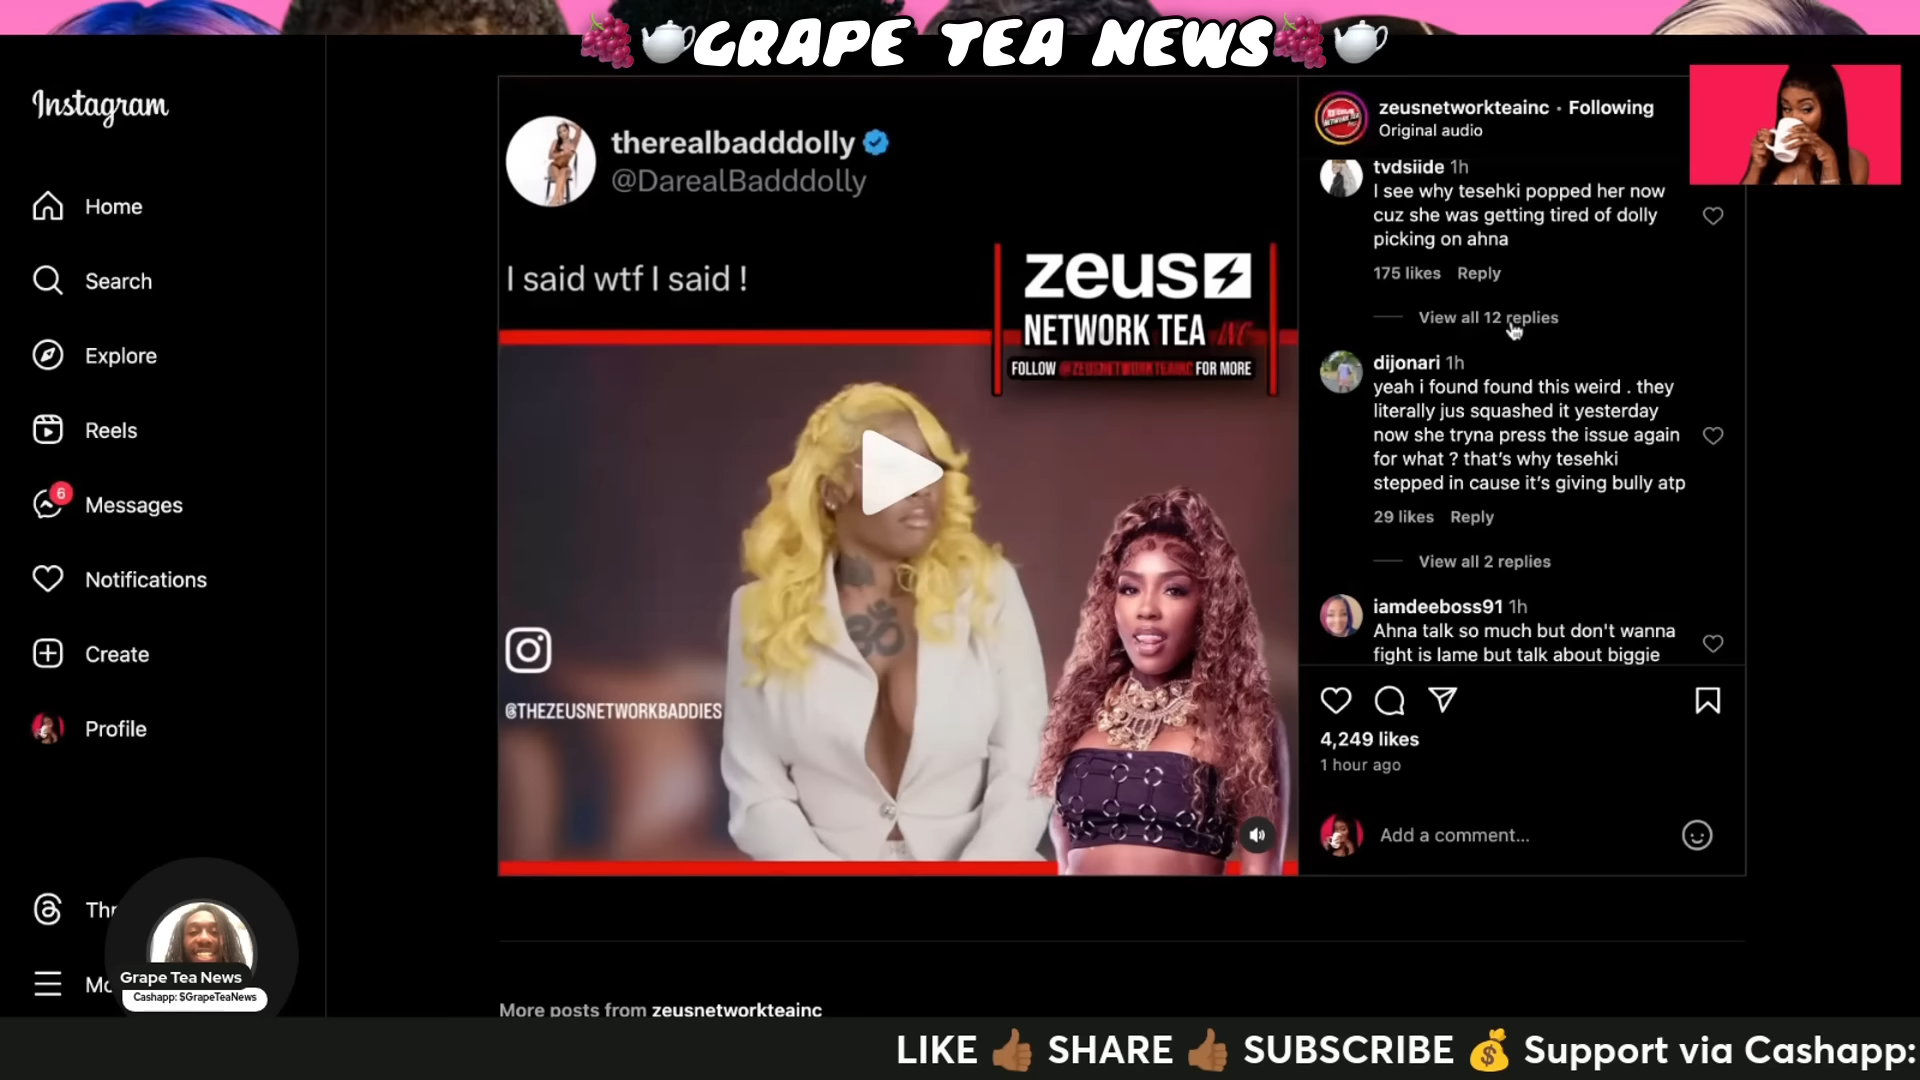 GRAPE TEA NEWS
Instagram
Home
Search
Explore
Reels
6
Messages
Notifications
Create
Profile
Thr
Mo
Grape Tea News
Cashapp: $GrapeTeaNews
therealbadddolly
@DarealBadddolly
I said wtf I said !
zeus
NETWORK TEA INC
FOLLOW @ZEUSNETWORKTEAINC FOR MORE
@THEZEUSNETWORKBADDIES
zeusnetworkteainc • Following
Original audio
tvdsiide 1h
I see why tesehki popped her now
cuz she was getting tired of dolly
picking on ahna
175 likes Reply
View all 12 replies
dijonari 1h
yeah i found found this weird . they
literally jus squashed it yesterday
now she tryna press the issue again
for what ? that's why tesehki
stepped in cause it's giving bully atp
29 likes Reply
View all 2 replies
iamdeeboss91 1h
Ahna talk so much but don't wanna
fight is lame but talk about biggie
4,249 likes
1 hour ago
Add a comment...
More posts from zeusnetworkteainc
LIKE 👍🏾 SHARE 👍🏾 SUBSCRIBE 💰 Support via Cashapp: